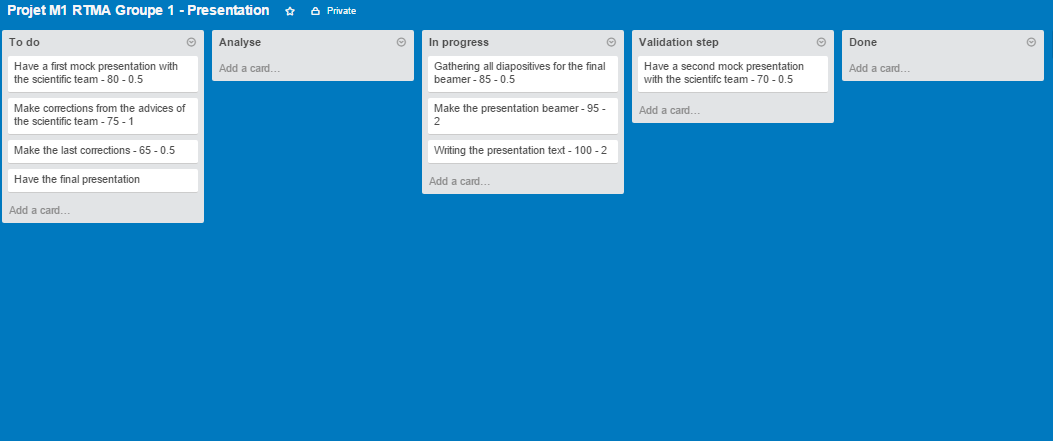 Projet M1 RTMA Groupe 1 - Presentation Private
To do
Have a first mock presentation with
the scientific team - 80 - 0.5
Make corrections from the advices of
the scientific team - 75 - 1
Make the last corrections - 65 - 0.5
Have the final presentation
Add a card...
Analyse
Add a card...
In progress
Gathering all diapositives for the final
beamer - 85 - 0.5
Make the presentation beamer - 95 -
2
Writing the presentation text - 100 - 2
Add a card...
Validation step
Have a second mock presentation
with the scientifc team - 70 - 0.5
Add a card...
Done
Add a card...